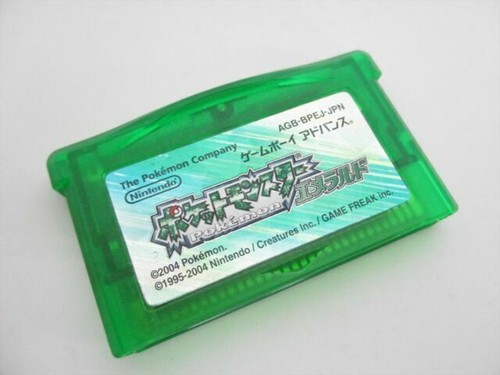 AGB-BPEJ-JPN
The Pokémon Company
ゲームボーイ アドバンス
Nintendo
ポケットモンスター
Pokémon
エメラルド
©2004 Pokémon.
©1995-2004 Nintendo / Creatures inc. / GAME FREAK inc.